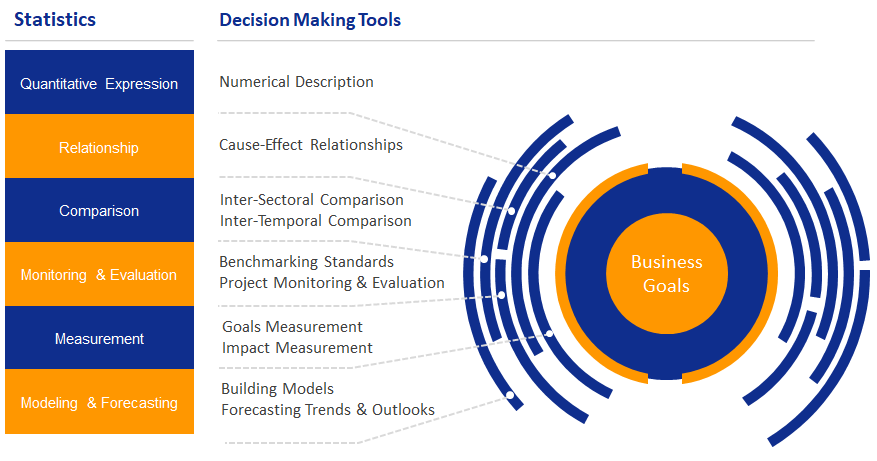 Statistics
Decision Making Tools
Quantitative Expression
Numerical Description
Relationship
Cause-Effect Relationships
Comparison
Inter-Sectoral Comparison
Inter-Temporal Comparison
Monitoring & Evaluation
Benchmarking Standards
Project Monitoring & Evaluation
Measurement
Goals Measurement
Impact Measurement
Modeling & Forecasting
Building Models
Forecasting Trends & Outlooks
Business
Goals